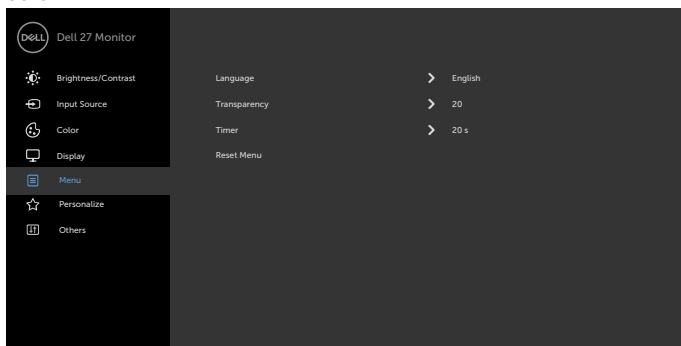 DELL Dell 27 Monitor
Brightness/Contrast
Input Source
Color
Display
Menu
Personalize
Others
Language > English
Transparency > 20
Timer > 20 s
Reset Menu